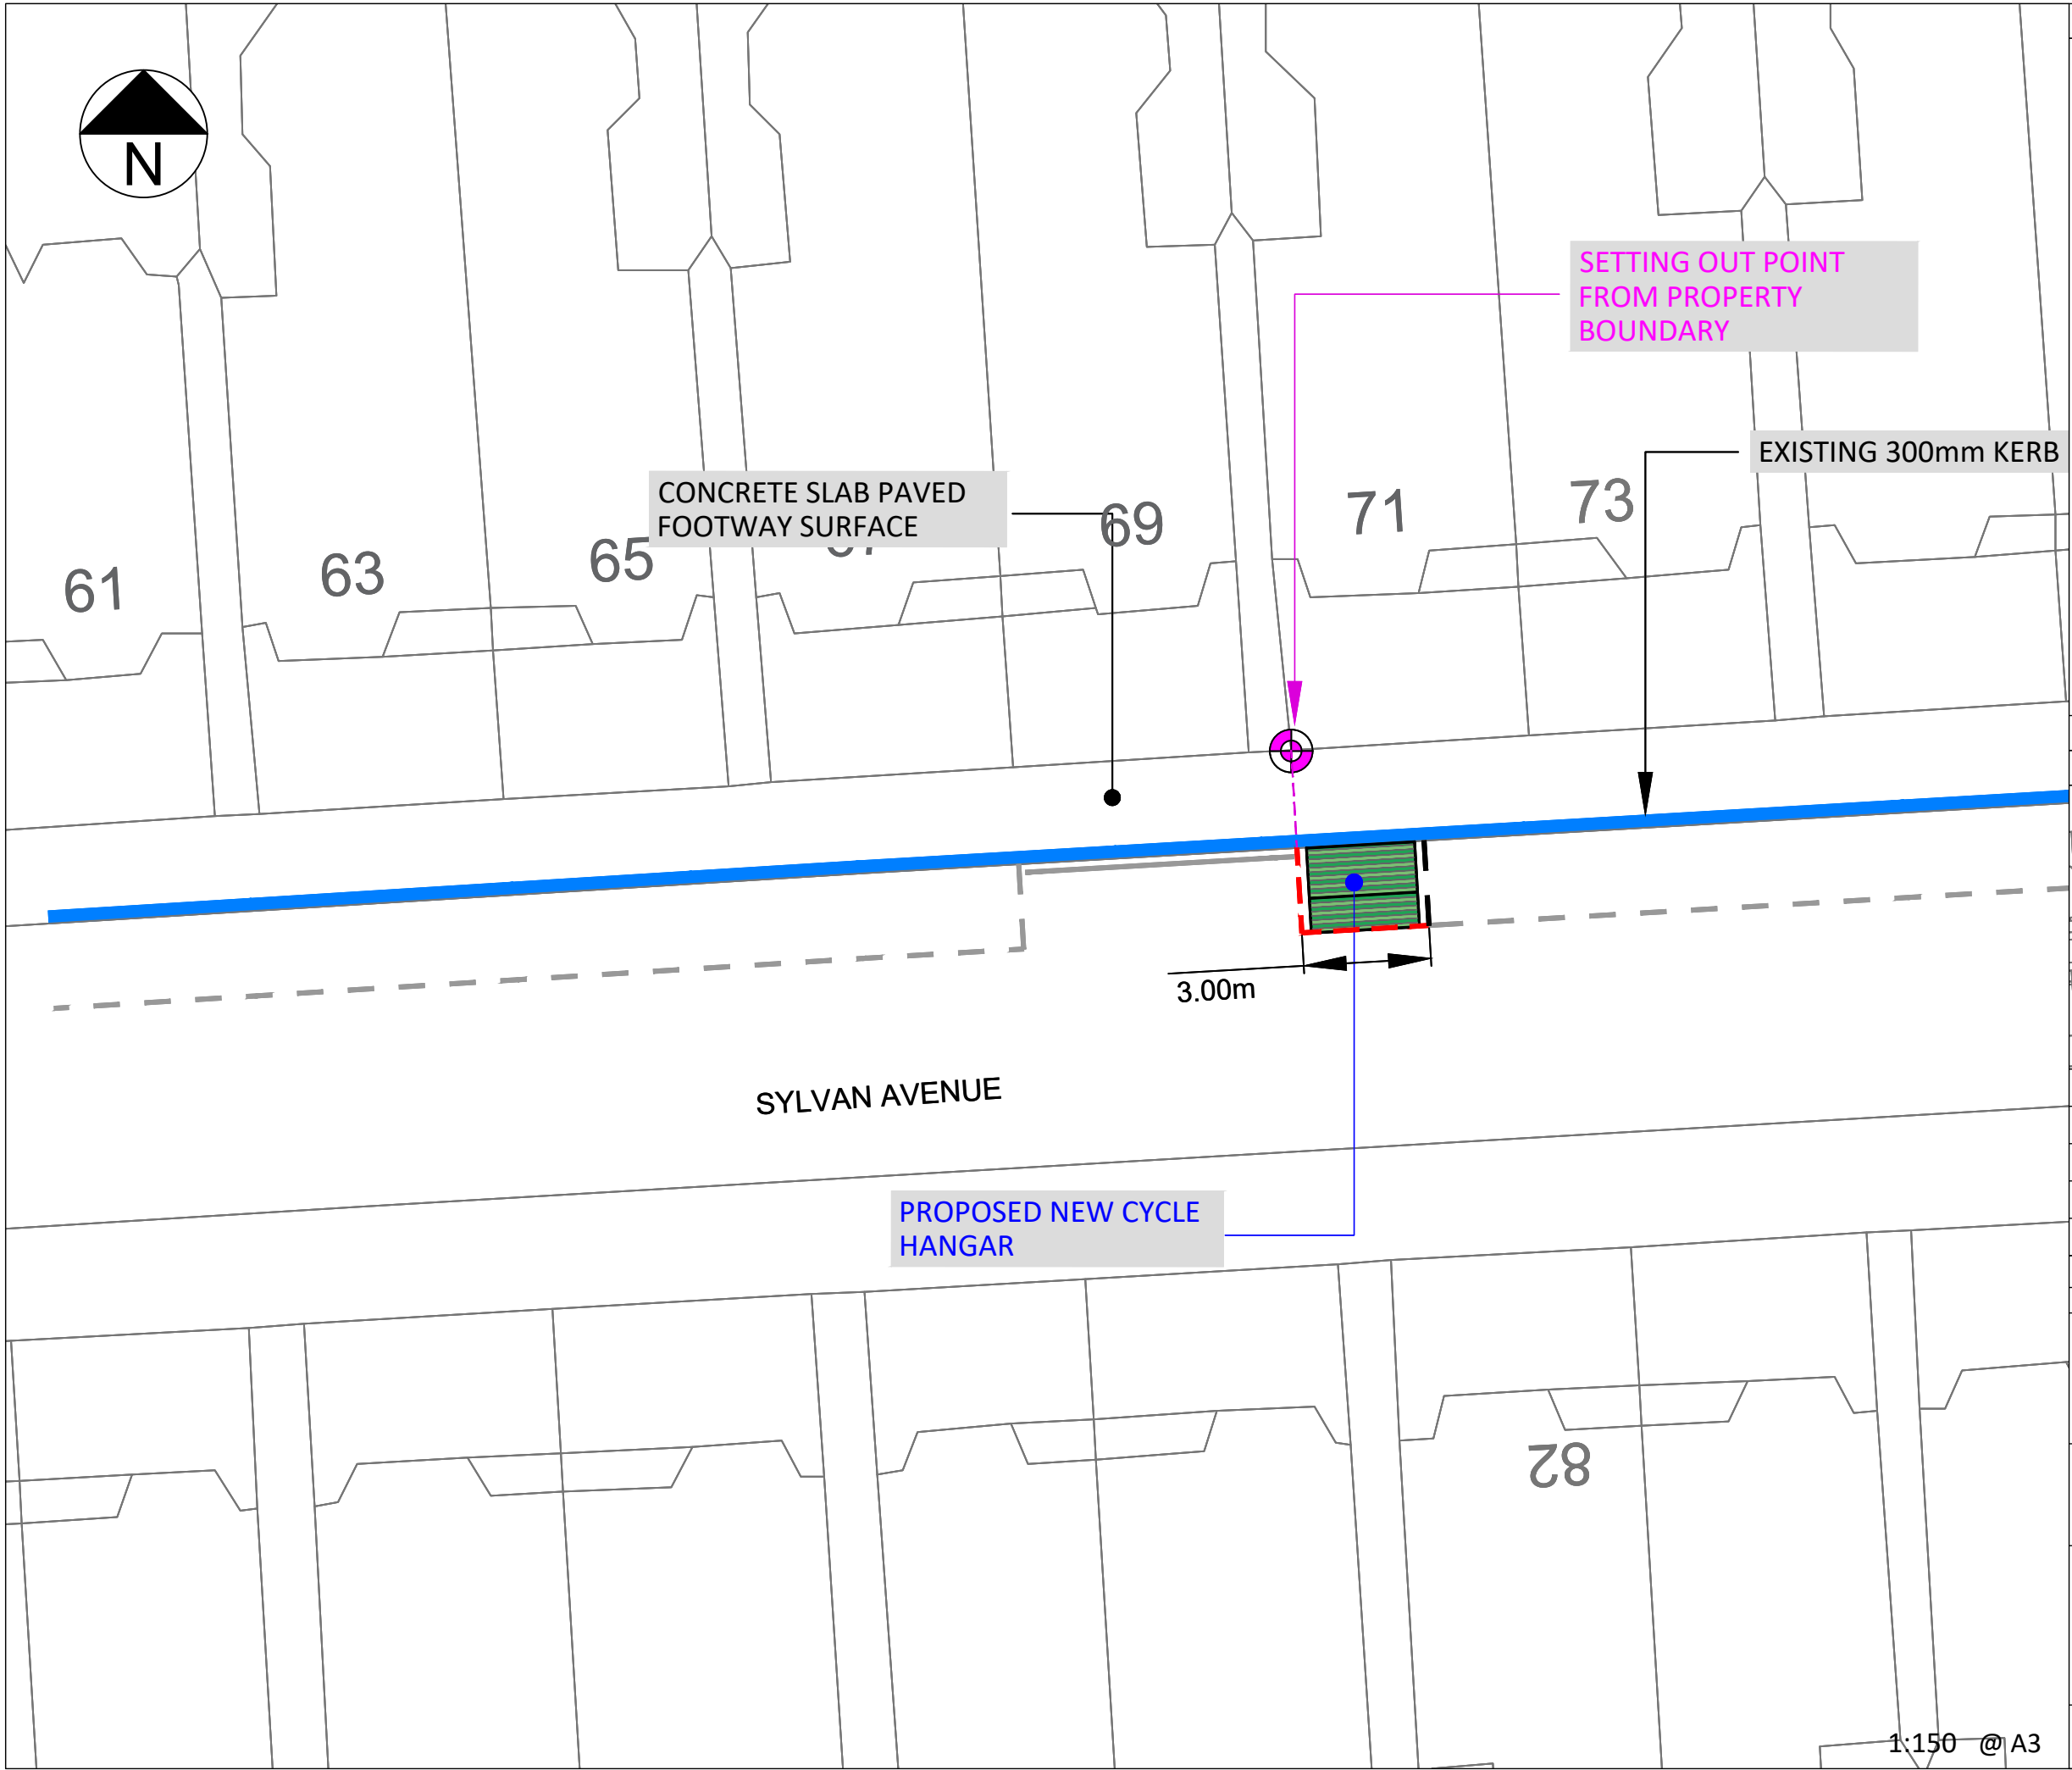 N
SETTING OUT POINT
FROM PROPERTY
BOUNDARY
EXISTING 300mm KERB
CONCRETE SLAB PAVED
FOOTWAY SURFACE
61
63
65
69
71
73
3.00m
SYLVAN AVENUE
PROPOSED NEW CYCLE
HANGAR
82
1:150 @ A3